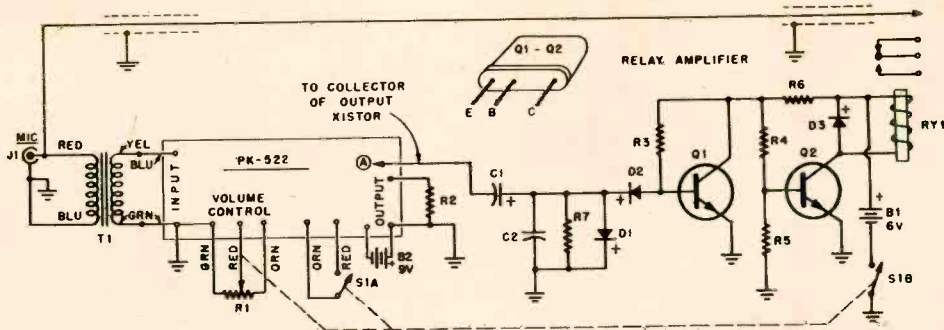 Q1 - Q2
E B C
RELAY AMPLIFIER
TO COLLECTOR
OF OUTPUT
XISTOR
MIC
J1
RED
BLU
T1
YEL
BLU
GRN
INPUT
PK-522
A
OUTPUT
R2
VOLUME
CONTROL
GRN
RED
GRN
R1
GRN
RED
S1A
B2
9V
+
C1
+
C2
R7
D1
+
D2
+
R3
Q1
R4
R5
R6
Q2
D3
+
RY1
+
B1
6V
S1B